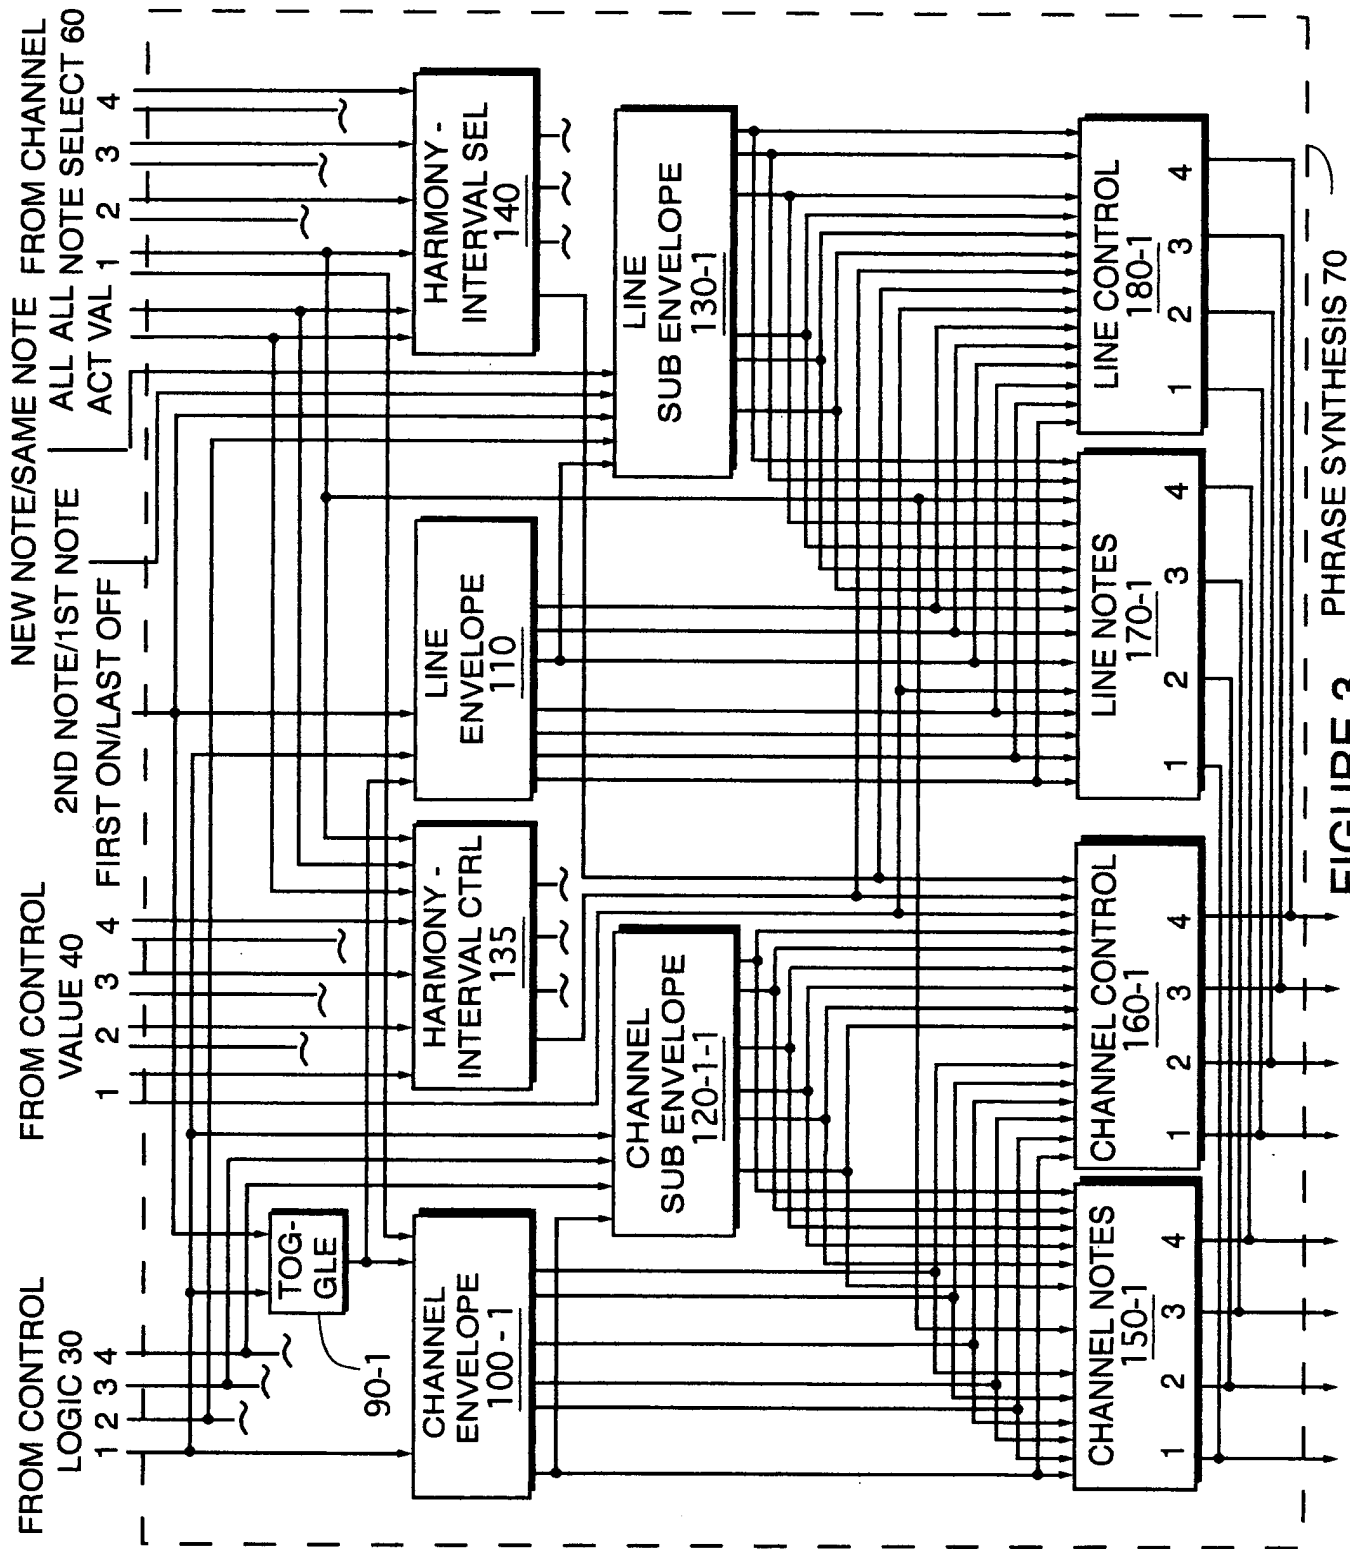 FROM CONTROL
LOGIC 30
1 2 3 4
FROM CONTROL
VALUE 40
1 2 3 4
FIRST ON/LAST OFF
2ND NOTE/1ST NOTE
NEW NOTE/SAME NOTE
ALL ALL
ACT VAL
FROM CHANNEL
NOTE SELECT 60
1 2 3 4
TOG-
GLE
90-1
CHANNEL
ENVELOPE
100-1
HARMONY -
INTERVAL CTRL
135
LINE
ENVELOPE
110
HARMONY -
INTERVAL SEL
140
CHANNEL
SUB ENVELOPE
120-1-1
LINE
SUB ENVELOPE
130-1
CHANNEL NOTES
150-1
1 2 3 4
CHANNEL CONTROL
160-1
1 2 3 4
LINE NOTES
170-1
1 2 3 4
LINE CONTROL
180-1
1 2 3 4
PHRASE SYNTHESIS 70
FIGURE 3